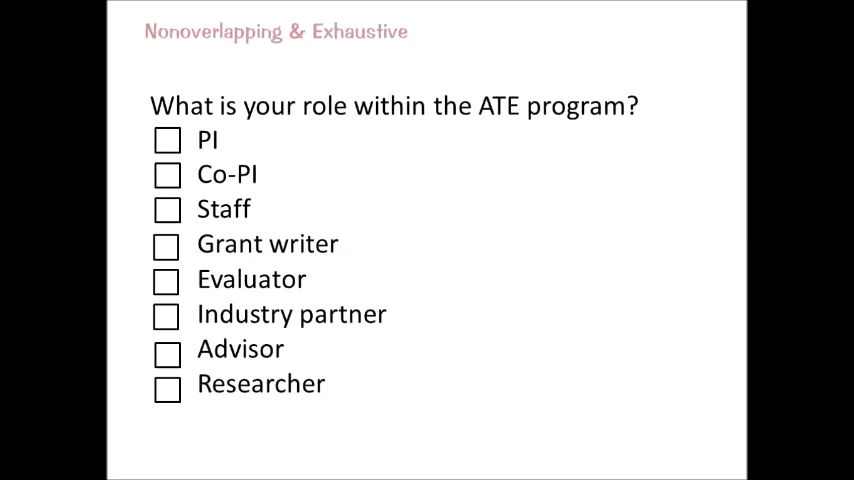 Nonoverlapping & Exhaustive
What is your role within the ATE program?
PI
Co-PI
Staff
Grant writer
Evaluator
Industry partner
Advisor
Researcher